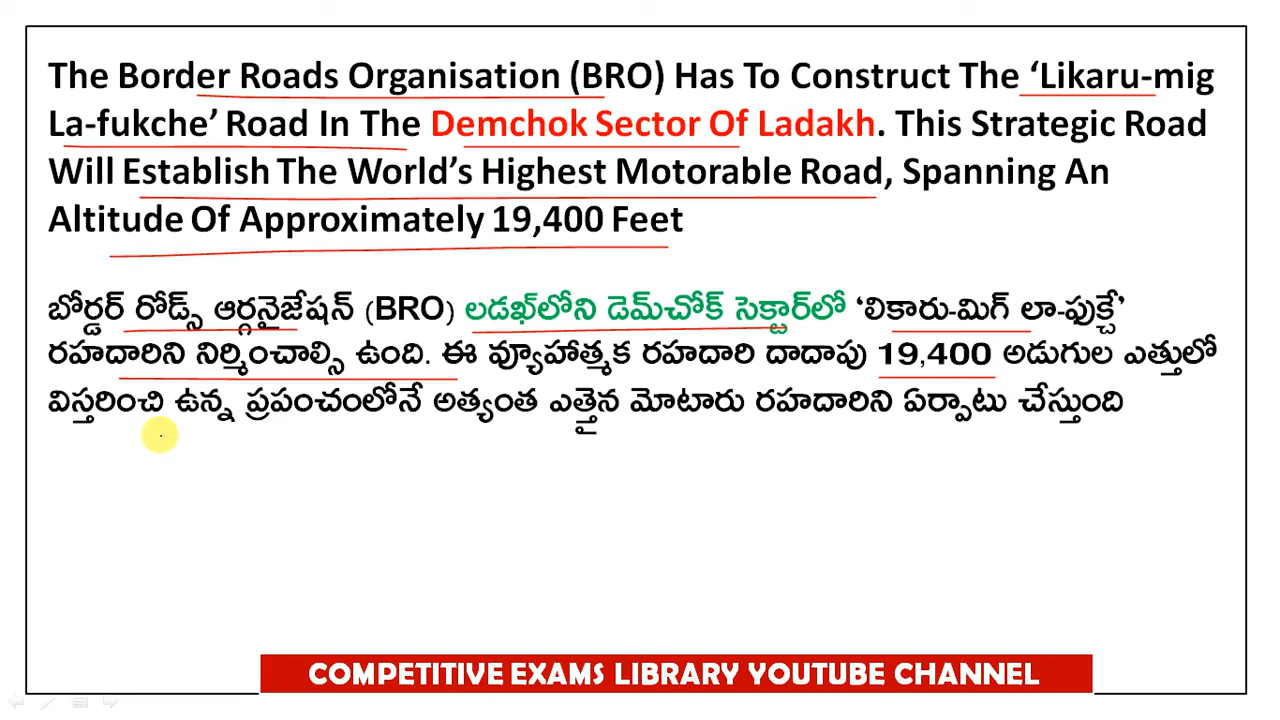 The Border Roads Organisation (BRO) Has To Construct The ‘Likaru-mig
La-fukche’ Road In The Demchok Sector Of Ladakh. This Strategic Road
Will Establish The World’s Highest Motorable Road, Spanning An
Altitude Of Approximately 19,400 Feet
బోర్డర్ రోడ్స్ ఆర్గనైజేషన్ (BRO) లడఖ్‌లోని డెమ్‌చోక్ సెక్టార్‌లో ‘లికారు-మిగ్ లా-ఫుక్చే’
రహదారిని నిర్మించాల్సి ఉంది. ఈ వ్యూహాత్మక రహదారి దాదాపు 19,400 అడుగుల ఎత్తులో
విస్తరించి ఉన్న ప్రపంచంలోనే అత్యంత ఎత్తైన మోటారు రహదారిని ఏర్పాటు చేస్తుంది
COMPETITIVE EXAMS LIBRARY YOUTUBE CHANNEL